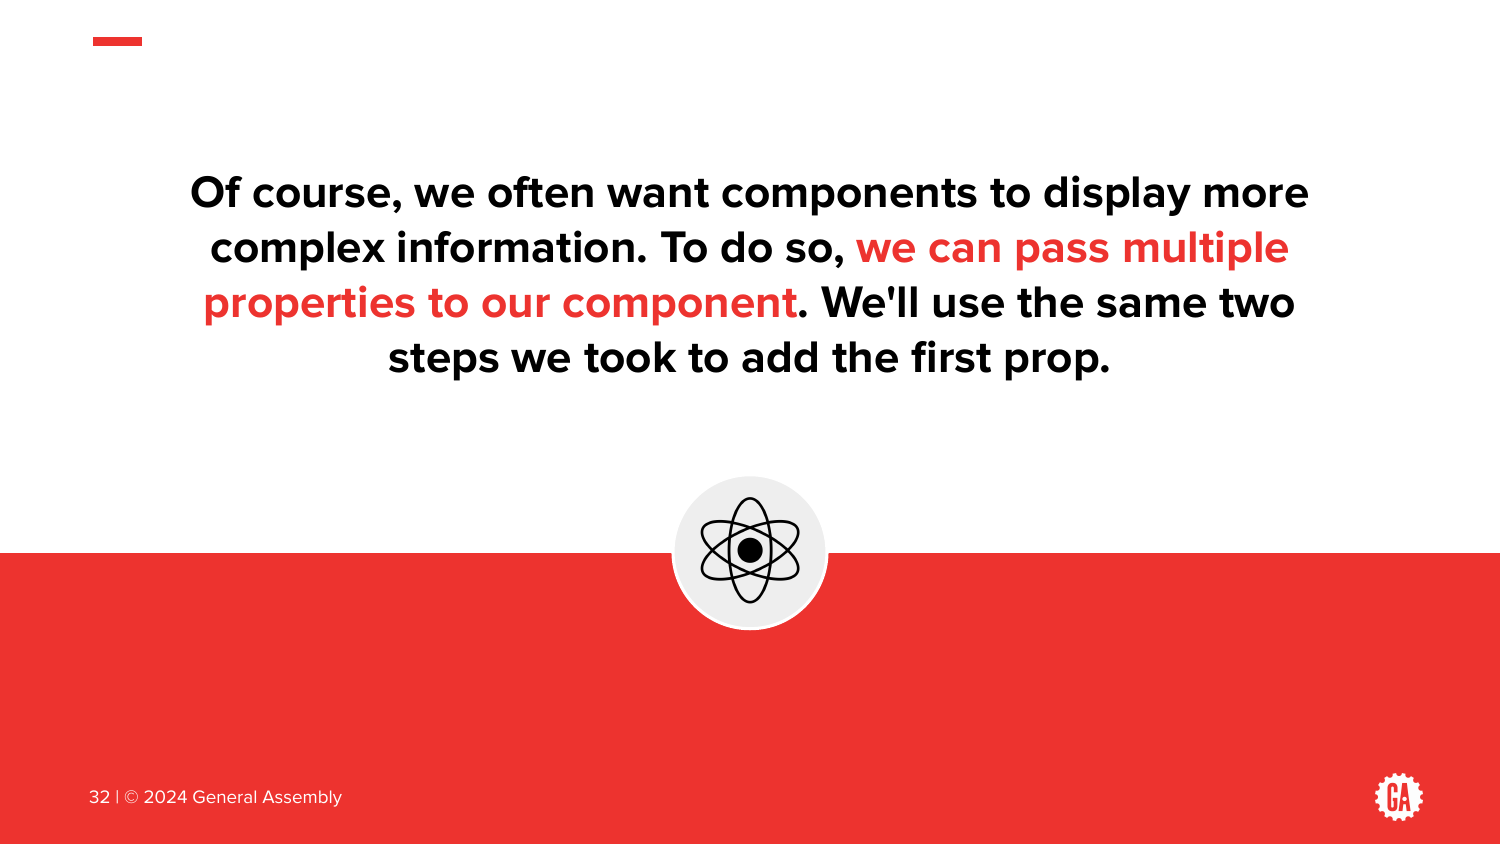 Of course, we often want components to display more
complex information. To do so, we can pass multiple
properties to our component. We'll use the same two
steps we took to add the first prop.
32 | © 2024 General Assembly
GA